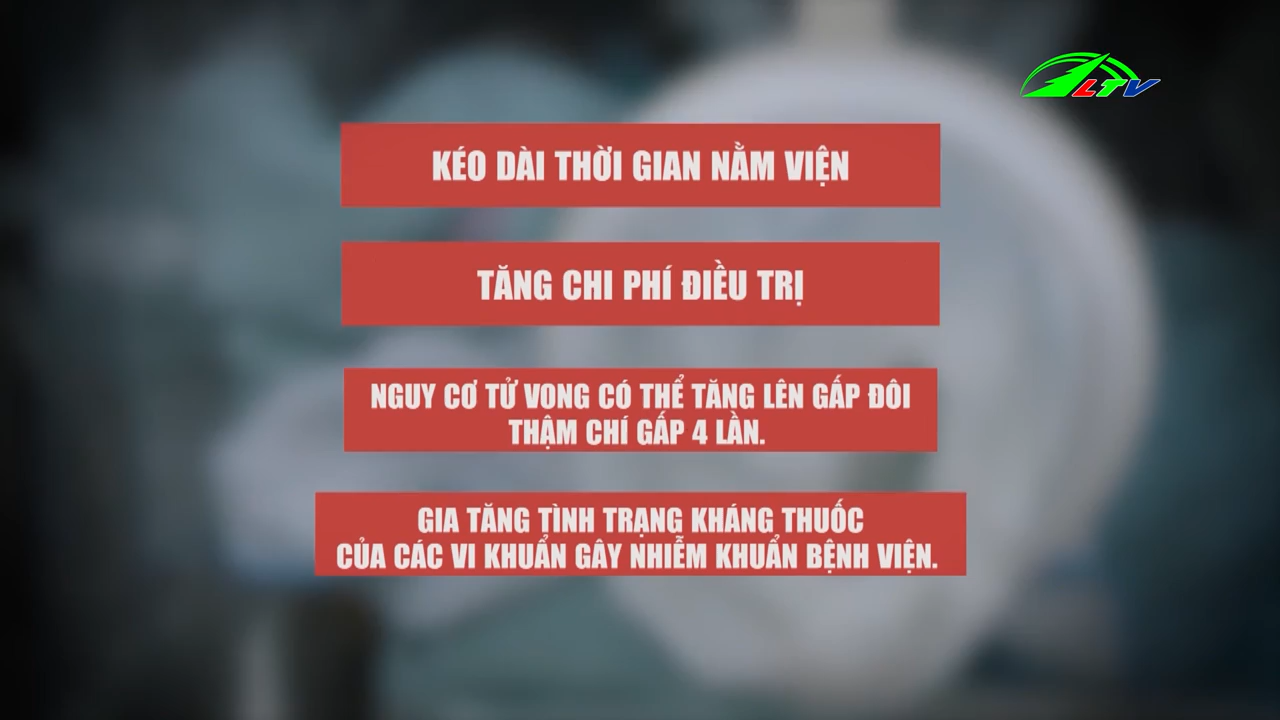 LTV
KÉO DÀI THỜI GIAN NẰM VIỆN
TĂNG CHI PHÍ ĐIỀU TRỊ
NGUY CƠ TỬ VONG CÓ THỂ TĂNG LÊN GẤP ĐÔI
THẬM CHÍ GẤP 4 LẦN.
GIA TĂNG TÌNH TRẠNG KHÁNG THUỐC
CỦA CÁC VI KHUẨN GÂY NHIỄM KHUẨN BỆNH VIỆN.